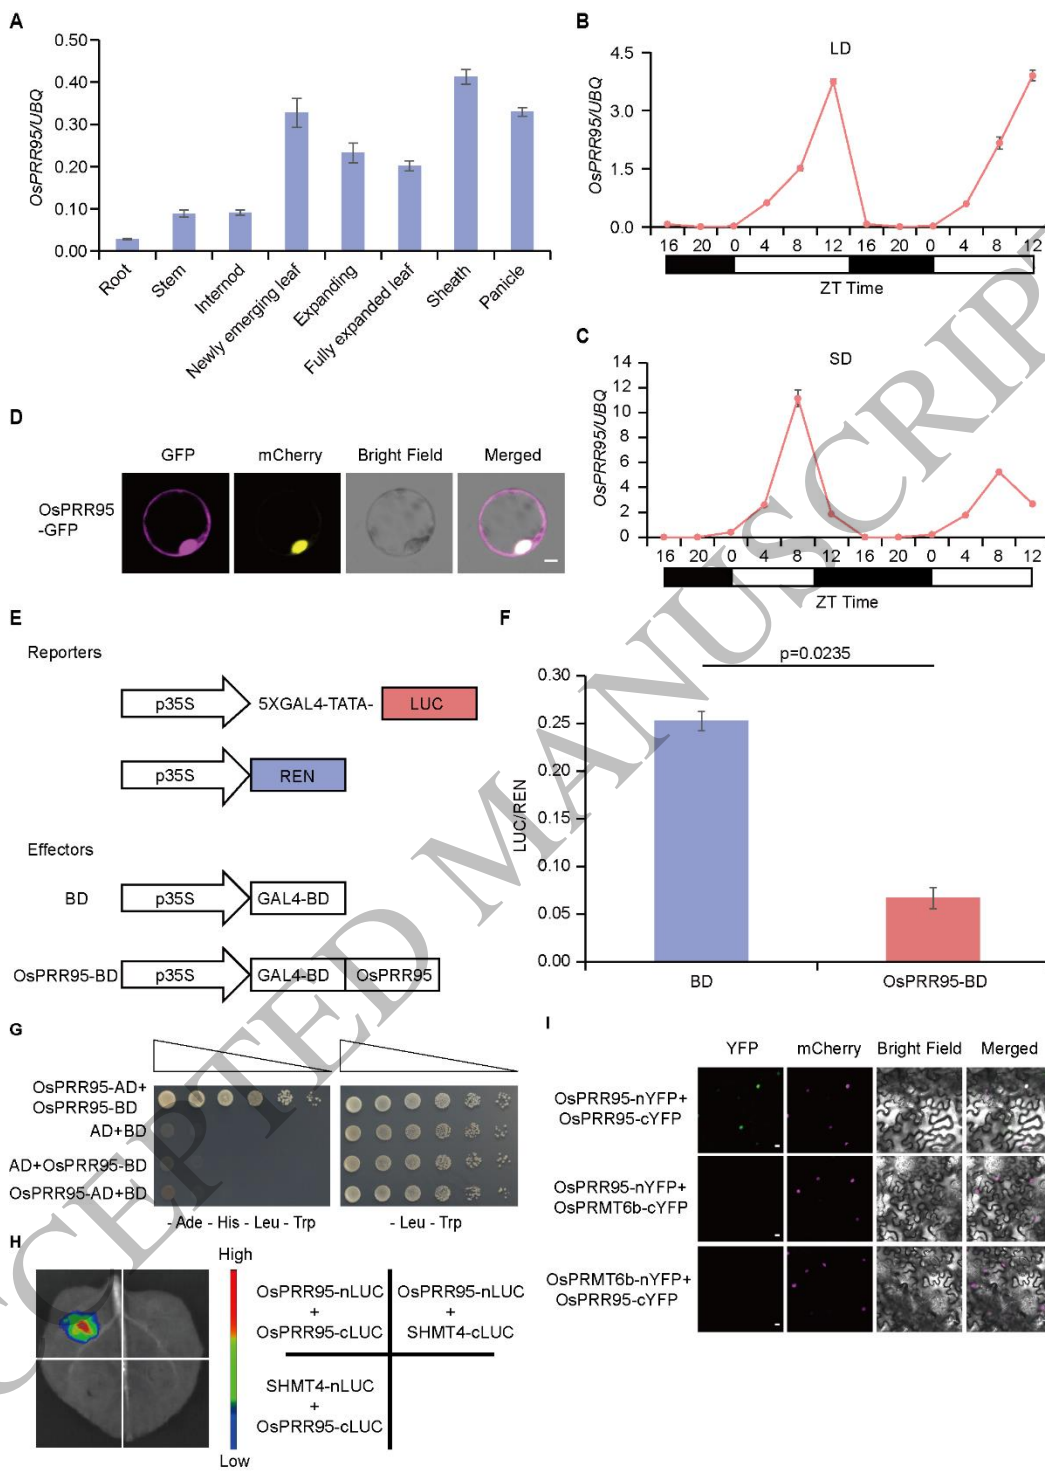 A
OsPRR95/UBQ
0.50
0.40
0.30
0.20
0.10
0.00
Root
Stem
Internod
Newly emerging leaf
Expanding
Fully expanded leaf
Sheath
Panicle
B
LD
OsPRR95/UBQ
4.5
3.0
1.5
0.0
16 20 0 4 8 12 16 20 0 4 8 12
ZT Time
C
SD
OsPRR95/UBQ
14
12
10
8
6
4
2
0
16 20 0 4 8 12 16 20 0 4 8 12
ZT Time
D
GFP mCherry Bright Field Merged
OsPRR95
-GFP
E
Reporters
p35S 5XGAL4-TATA- LUC
p35S REN
Effectors
BD p35S GAL4-BD
OsPRR95-BD p35S GAL4-BD OsPRR95
F
p=0.0235
LUC/REN
0.30
0.25
0.20
0.15
0.10
0.05
0.00
BD OsPRR95-BD
G
OsPRR95-AD+
OsPRR95-BD
AD+BD
AD+OsPRR95-BD
OsPRR95-AD+BD
- Ade - His - Leu - Trp - Leu - Trp
H
High
Low
OsPRR95-nLUC
+
OsPRR95-cLUC
OsPRR95-nLUC
+
SHMT4-cLUC
SHMT4-nLUC
+
OsPRR95-cLUC
I
YFP mCherry Bright Field Merged
OsPRR95-nYFP+
OsPRR95-cYFP
OsPRR95-nYFP+
OsPRMT6b-cYFP
OsPRMT6b-nYFP+
OsPRR95-cYFP
CCEPTED MANUSCRIPT